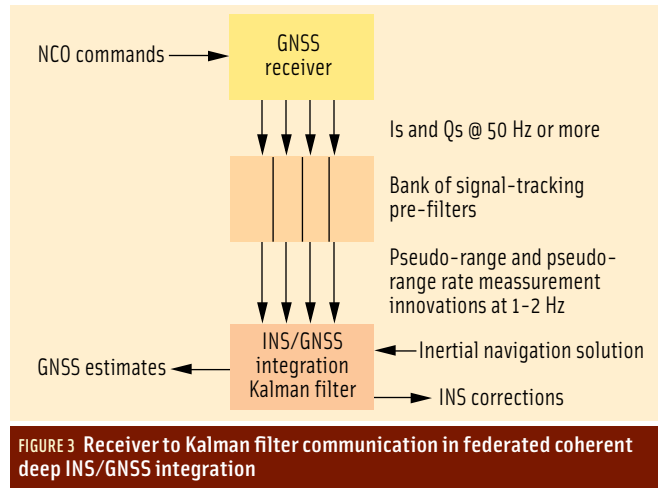 GNSS
receiver
NCO commands
Is and Qs @ 50 Hz or more
Bank of signal-tracking
pre-filters
Pseudo-range and pseudo-
range rate measurement
innovations at 1-2 Hz
INS/GNSS
integration
Kalman filter
Inertial navigation solution
GNSS estimates
INS corrections
FIGURE 3 Receiver to Kalman filter communication in federated coherent
deep INS/GNSS integration